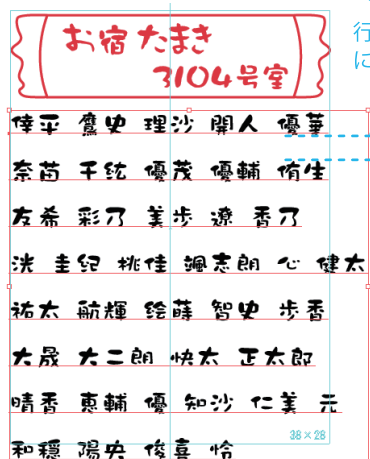 お宿たまき
3104号室
行
に
倖平 鷹史 理沙 開人 優華
奈苗 千紘 優茂 優輔 侑生
友希 彩乃 美歩 遼 香乃
洸 圭紀 桃佳 颯志朗 心 健太
祐太 航輝 絵蒔 智史 歩香
大晟 大二朗 快太 正太郎
晴香 恵輔 優 知沙 仁美 元
和穏 陽央 俊喜 怜
38×28